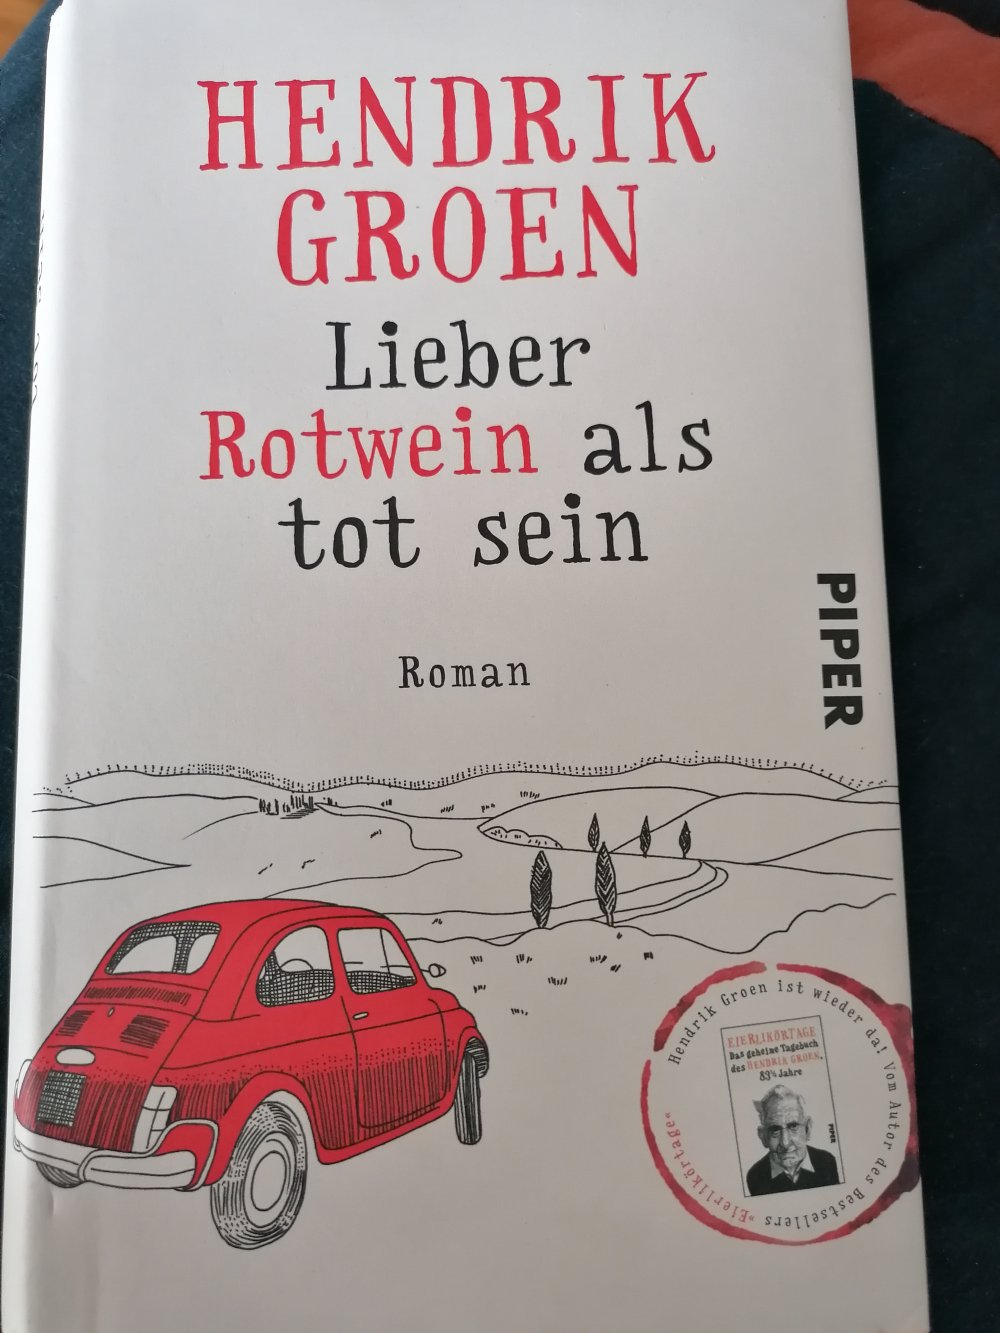 HENDRIK
GROEN
Lieber
Rotwein als
tot sein
Roman
PIPER
Hendrik Groen ist wieder da! Vom Autor des Bestsellers »Eierlikörtage«
EIERLIKÖRTAGE
Das geheime Tagebuch
des HENDRIK GROEN,
83¼ Jahre
PIPER